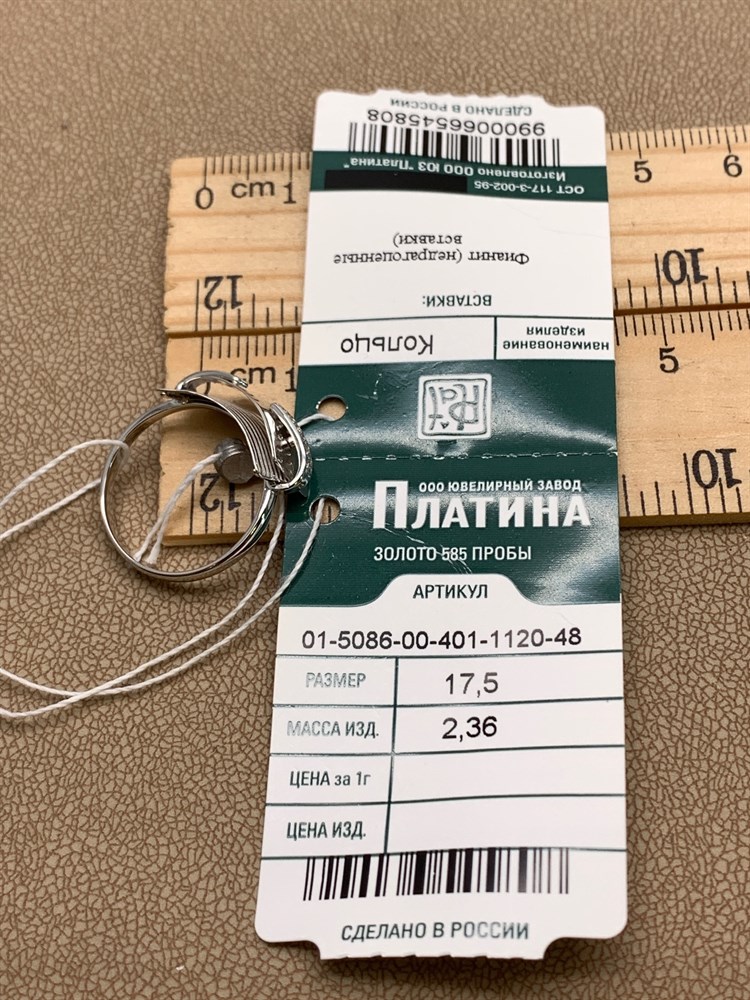 СДЕЛАНО В РОССИИ
9900066545808
Изготовлено ООО ЮЗ "Платина"
ОСТ 117-3-002-95
Фианит (недрагоценные
вставки)
ВСТАВКИ:
наименование
изделия
Кольцо
Plat
ООО ЮВЕЛИРНЫЙ ЗАВОД
ПЛАТИНА
ЗОЛОТО 585 ПРОБЫ
АРТИКУЛ
01-5086-00-401-1120-48
РАЗМЕР 17,5
МАССА ИЗД. 2,36
ЦЕНА за 1г
ЦЕНА ИЗД.
СДЕЛАНО В РОССИИ
0 cm 1 5 6
12 10
cm 1 5
12 10